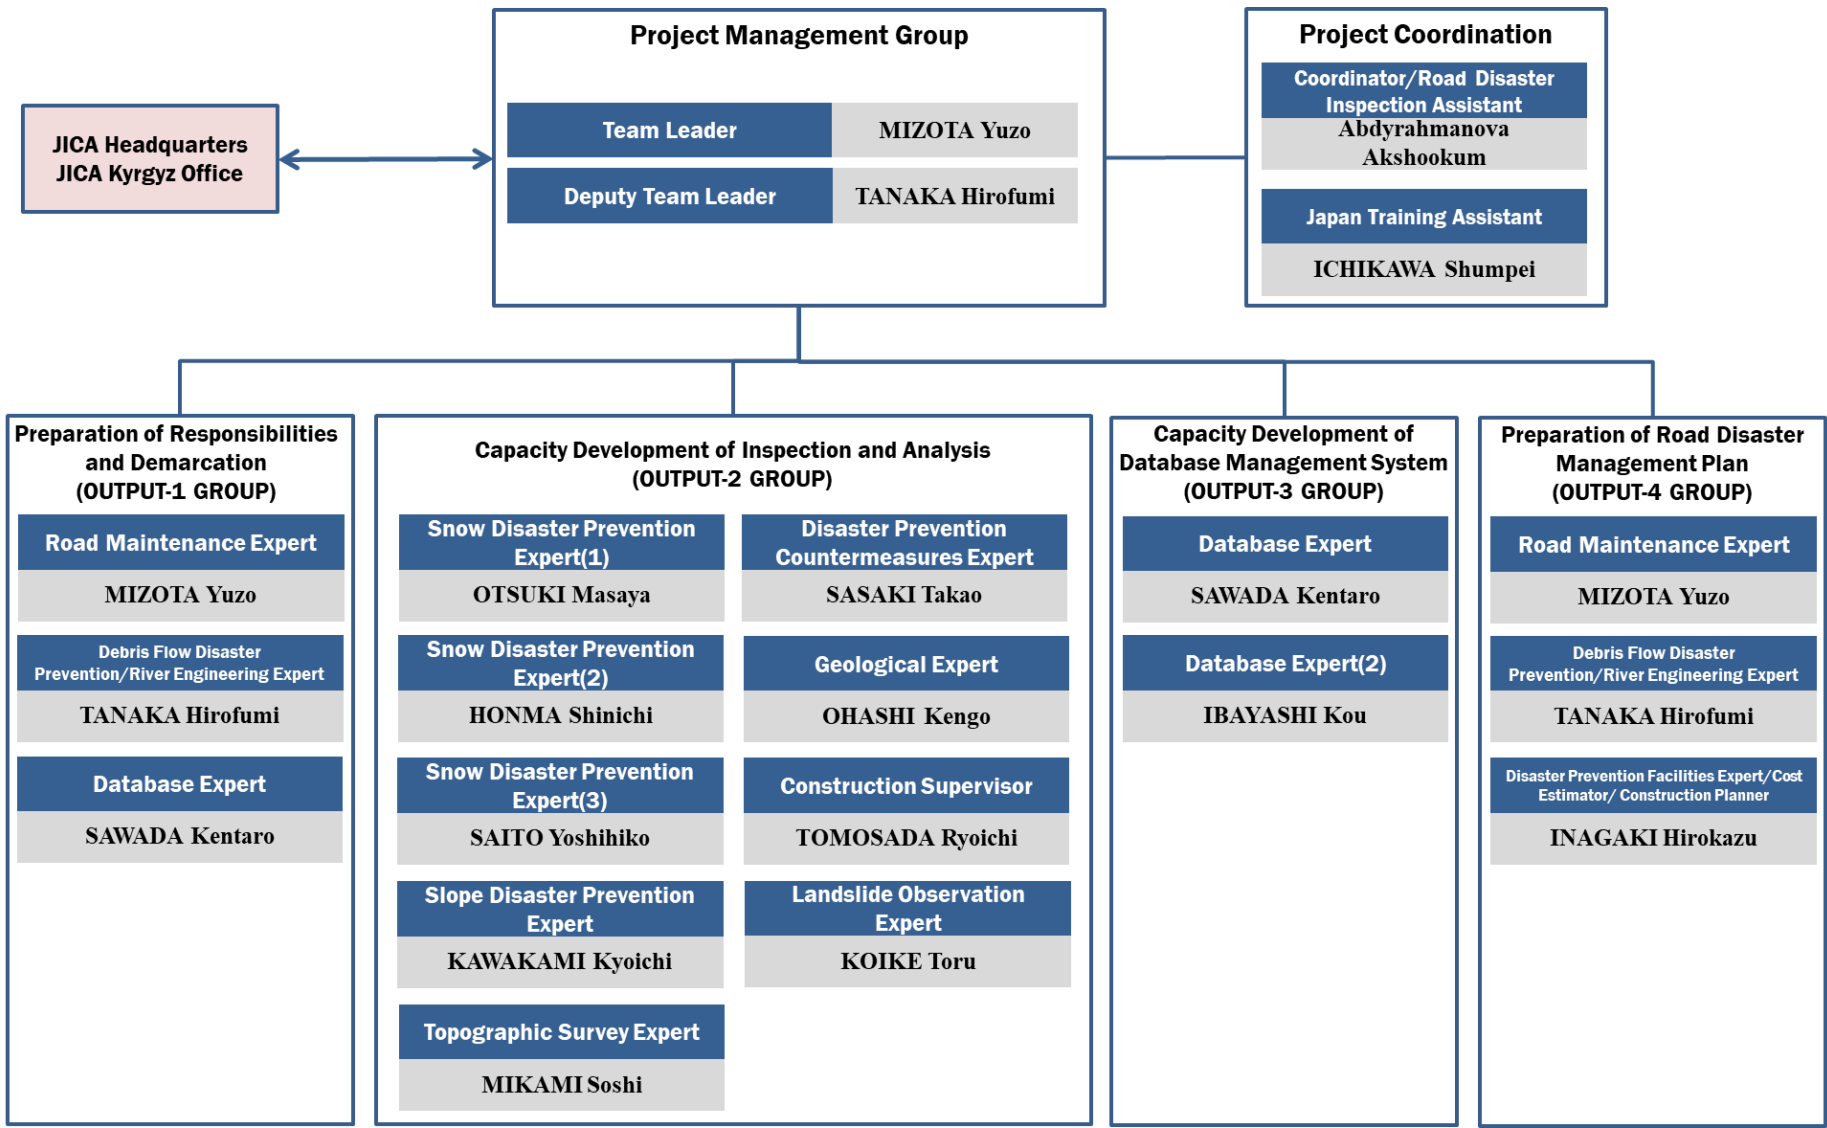 Project Management Group
Team Leader
MIZOTA Yuzo
Deputy Team Leader
TANAKA Hirofumi
Project Coordination
Coordinator/Road Disaster
Inspection Assistant
Abdyrahmanova
Akshookum
Japan Training Assistant
ICHIKAWA Shumpei
JICA Headquarters
JICA Kyrgyz Office
Preparation of Responsibilities
and Demarcation
(OUTPUT-1 GROUP)
Road Maintenance Expert
MIZOTA Yuzo
Debris Flow Disaster
Prevention/River Engineering Expert
TANAKA Hirofumi
Database Expert
SAWADA Kentaro
Capacity Development of Inspection and Analysis
(OUTPUT-2 GROUP)
Snow Disaster Prevention
Expert(1)
OTSUKI Masaya
Snow Disaster Prevention
Expert(2)
HONMA Shinichi
Snow Disaster Prevention
Expert(3)
SAITO Yoshihiko
Slope Disaster Prevention
Expert
KAWAKAMI Kyoichi
Topographic Survey Expert
MIKAMI Soshi
Disaster Prevention
Countermeasures Expert
SASAKI Takao
Geological Expert
OHASHI Kengo
Construction Supervisor
TOMOSADA Ryoichi
Landslide Observation
Expert
KOIKE Toru
Capacity Development of
Database Management System
(OUTPUT-3 GROUP)
Database Expert
SAWADA Kentaro
Database Expert(2)
IBAYASHI Kou
Preparation of Road Disaster
Management Plan
(OUTPUT-4 GROUP)
Road Maintenance Expert
MIZOTA Yuzo
Debris Flow Disaster
Prevention/River Engineering Expert
TANAKA Hirofumi
Disaster Prevention Facilities Expert/Cost
Estimator/ Construction Planner
INAGAKI Hirokazu